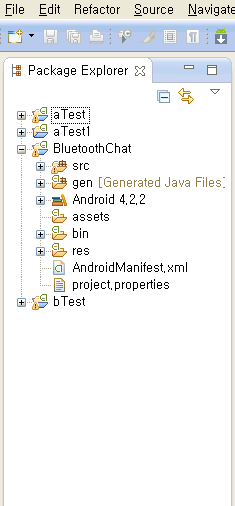 File Edit Refactor Source Navigate
Package Explorer
aTest
aTest1
BluetoothChat
src
gen [Generated Java Files]
Android 4,2,2
assets
bin
res
AndroidManifest,xml
project,properties
bTest